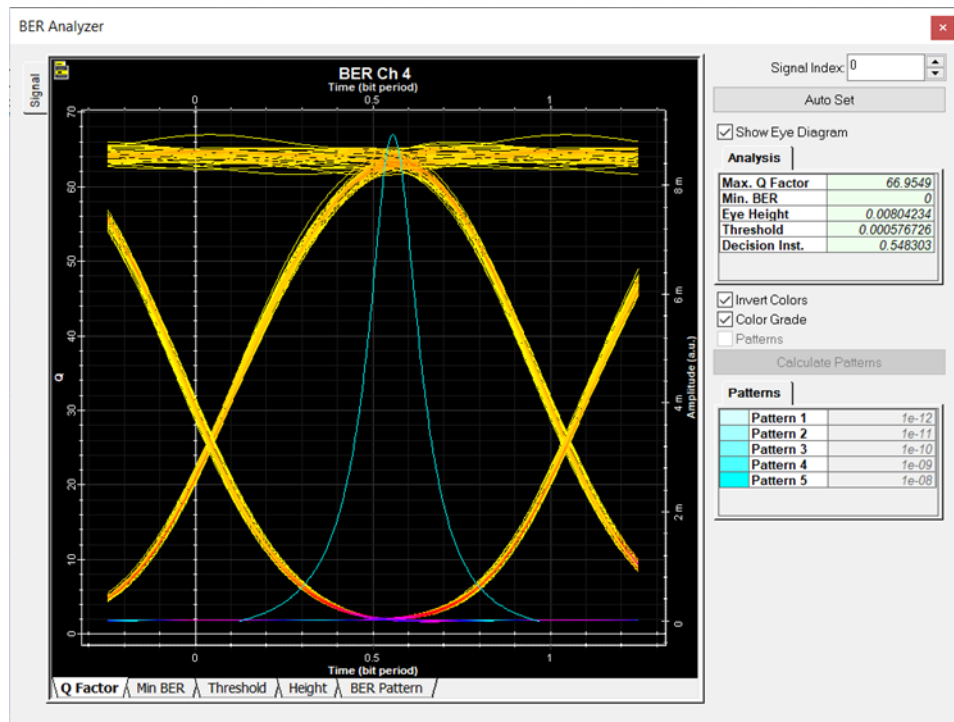 BER Analyzer
Signal
BER Ch 4
Time (bit period)
0 0.5 1
70
60
50
40
30
20
10
0
Q
8 m
6 m
4 m
2 m
0
Amplitude (a.u.)
0 0.5 1
Time (bit period)
Q Factor Min BER Threshold Height BER Pattern
Signal Index: 0
Auto Set
Show Eye Diagram
Analysis
Max. Q Factor 66.9549
Min. BER 0
Eye Height 0.00804234
Threshold 0.000576726
Decision Inst. 0.548303
Invert Colors
Color Grade
Patterns
Calculate Patterns
Patterns
Pattern 1 1e-12
Pattern 2 1e-11
Pattern 3 1e-10
Pattern 4 1e-09
Pattern 5 1e-08